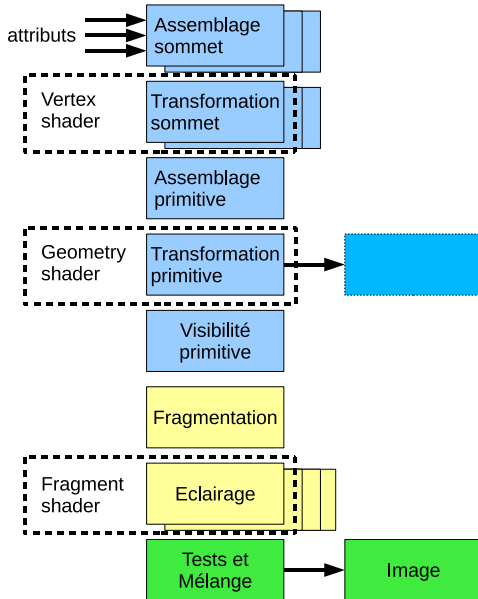 attributs
Assemblage
sommet
Vertex
shader
Transformation
sommet
Assemblage
primitive
Geometry
shader
Transformation
primitive
Visibilité
primitive
Fragmentation
Fragment
shader
Eclairage
Tests et
Mélange
Image